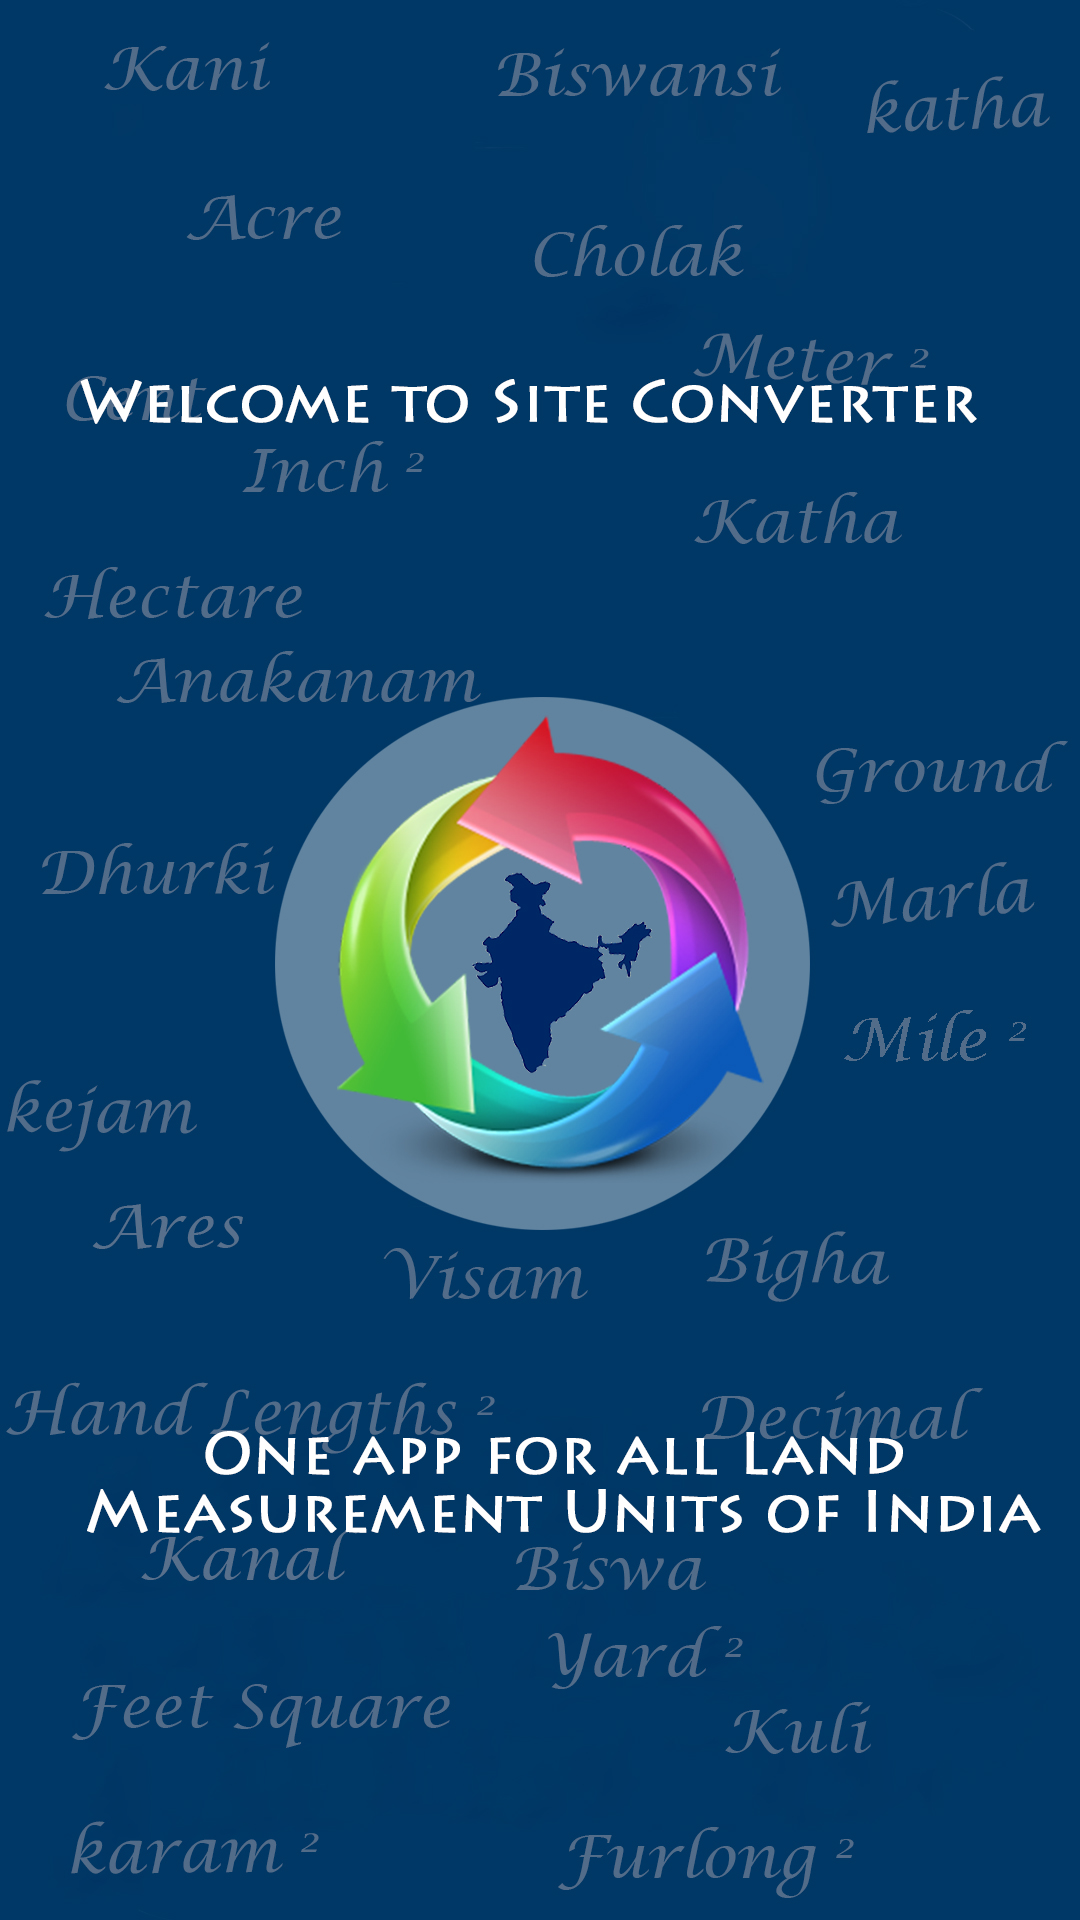 Kani
Biswansi
katha
Acre
Cholak
Meter ²
Cent
Welcome to Site Converter
Inch ²
Katha
Hectare
Anakanam
Ground
Dhurki
Marla
Mile ²
kejam
Ares
Visam
Bigha
Hand Lengths ²
Decimal
One app for all Land
Measurement Units of India
Kanal
Biswa
Yard ²
Feet Square
Kuli
karam ²
Furlong ²